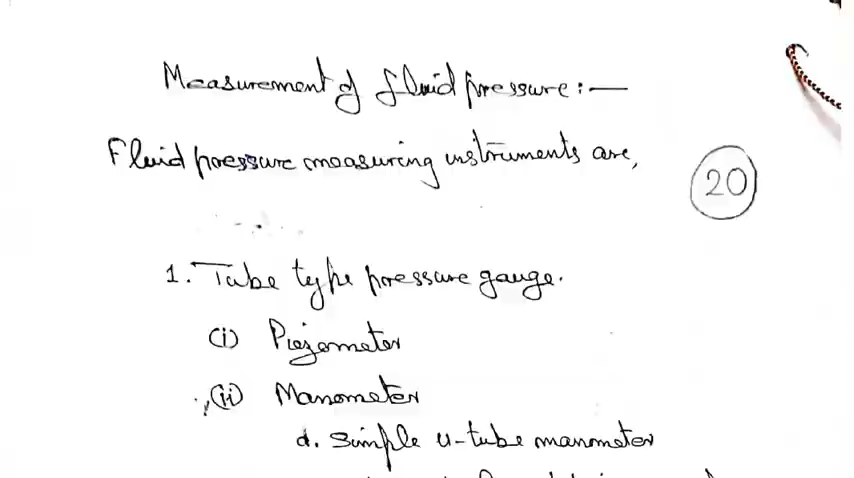 Measurement of fluid pressure:—
Fluid pressure measuring instruments are,
20
1. Tube type pressure gauge.
(i) Piezometer
(ii) Manometer
d. Simple u-tube manometer